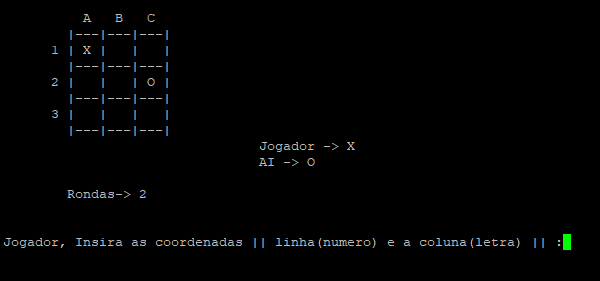 A B C
|---|---|---|
1 | X |   |   |
|---|---|---|
2 |   |   | O |
|---|---|---|
3 |   |   |   |
|---|---|---|
Jogador -> X
AI -> O
Rondas-> 2
Jogador, Insira as coordenadas || linha(numero) e a coluna(letra) || :